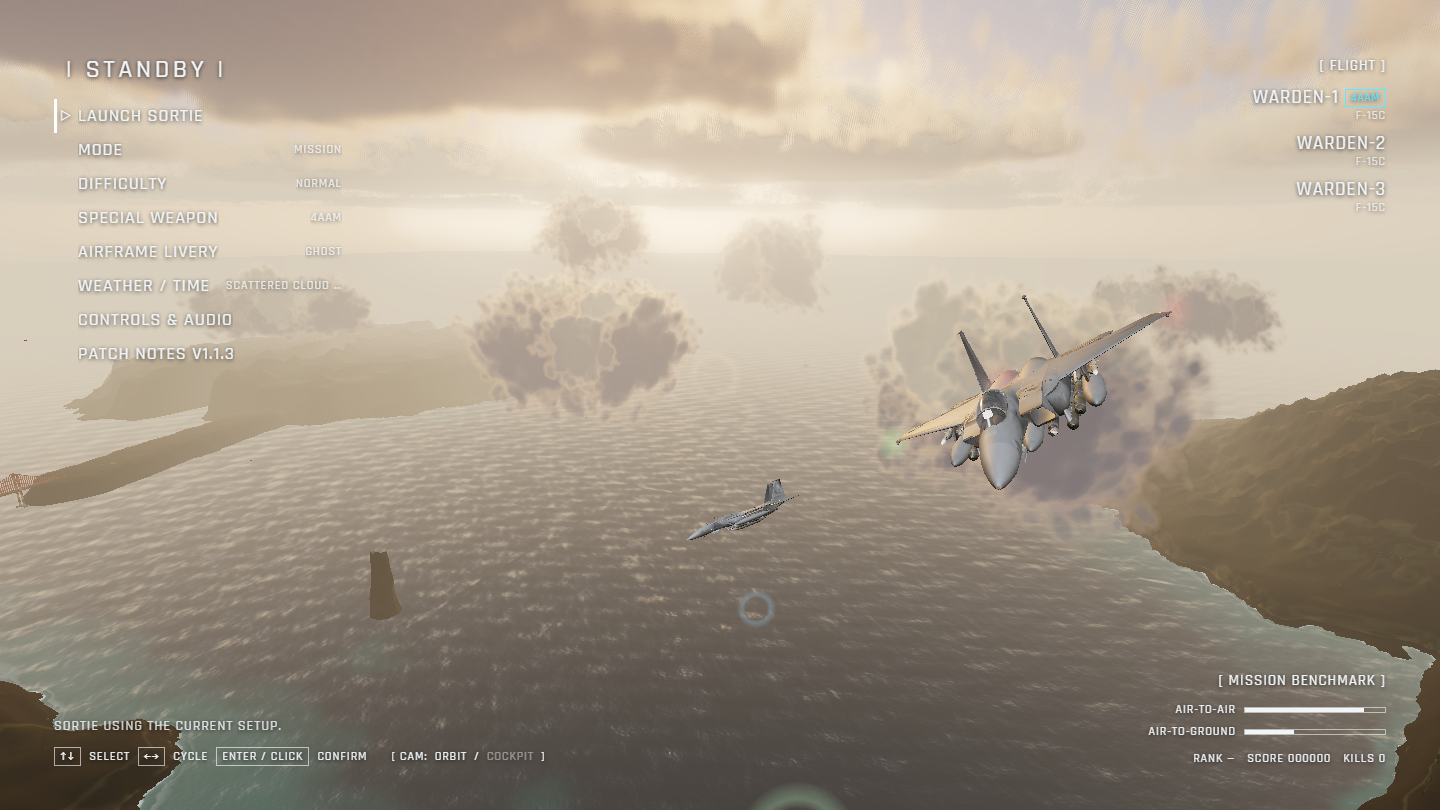 | STANDBY |
LAUNCH SORTIE
MODE MISSION
DIFFICULTY NORMAL
SPECIAL WEAPON 4AAM
AIRFRAME LIVERY GHOST
WEATHER / TIME SCATTERED CLOUD …
CONTROLS & AUDIO
PATCH NOTES V1.1.3
[ FLIGHT ]
WARDEN-1 4AAM
F-15C
WARDEN-2
F-15C
WARDEN-3
F-15C
SORTIE USING THE CURRENT SETUP.
↑↓ SELECT ↔ CYCLE ENTER / CLICK CONFIRM [ CAM: ORBIT / COCKPIT ]
[ MISSION BENCHMARK ]
AIR-TO-AIR
AIR-TO-GROUND
RANK — SCORE 000000 KILLS 0